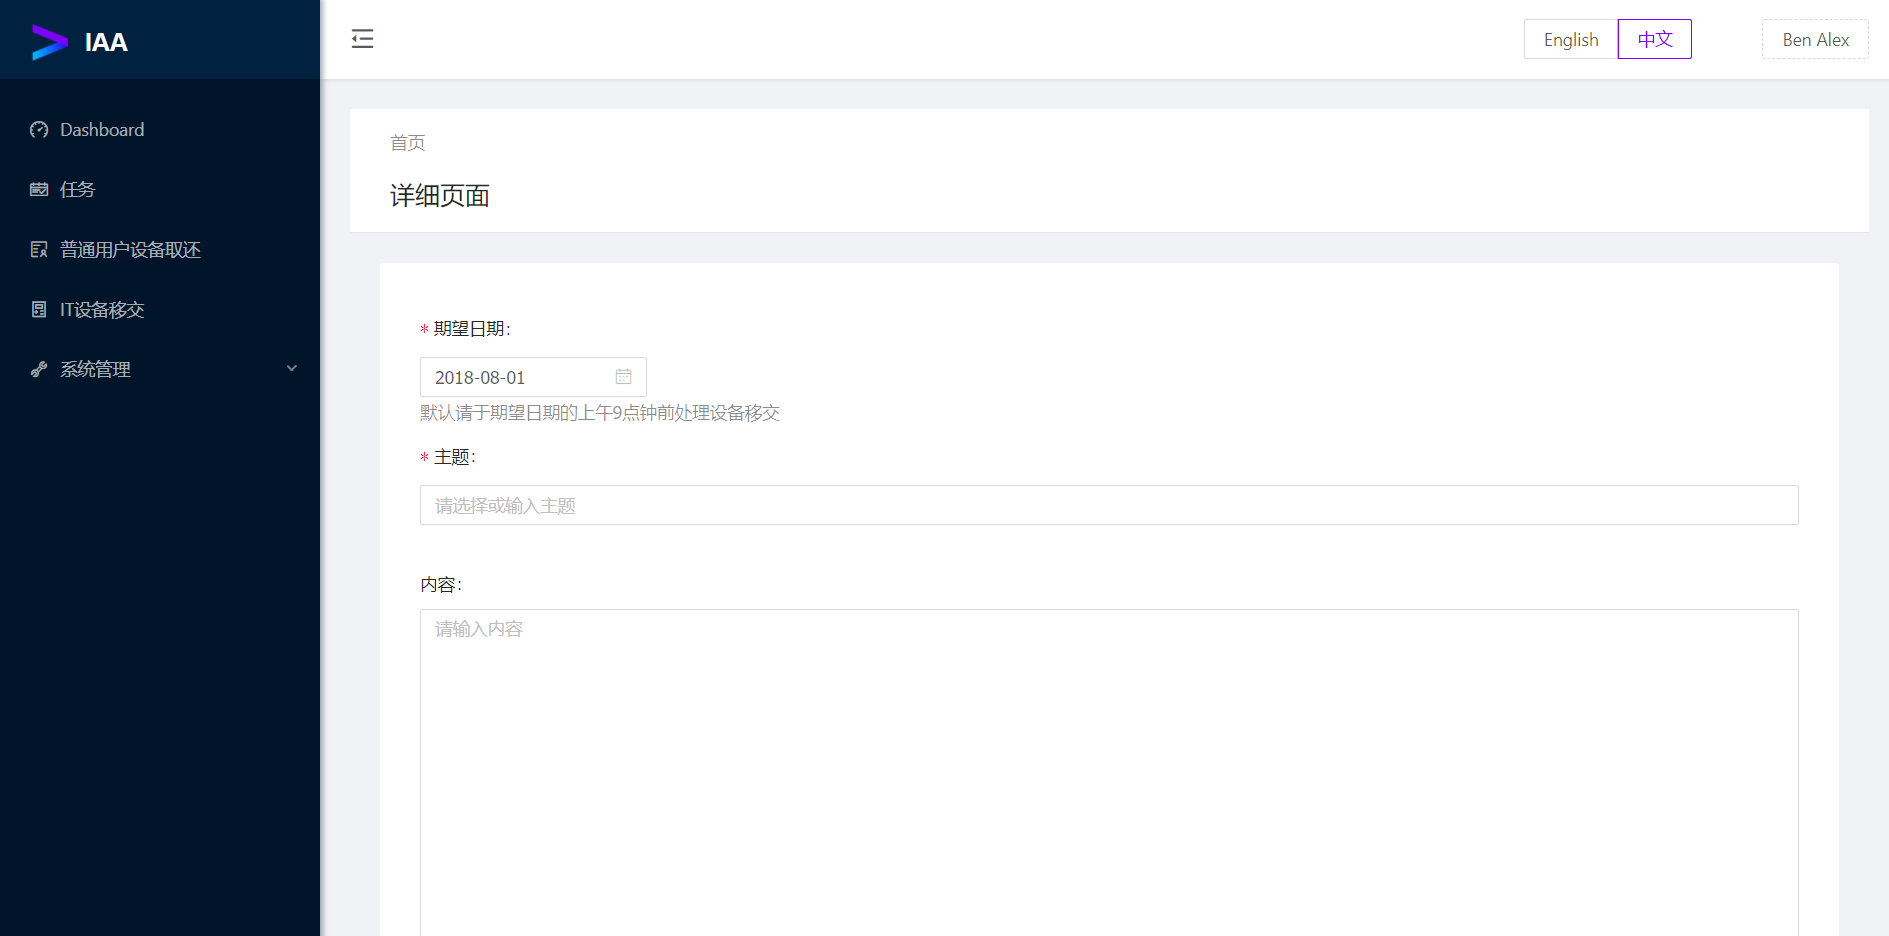 IAA
English
中文
Ben Alex
Dashboard
任务
普通用户设备取还
IT设备移交
系统管理
首页
详细页面
* 期望日期:
2018-08-01
默认请于期望日期的上午9点钟前处理设备移交
* 主题:
请选择或输入主题
内容:
请输入内容